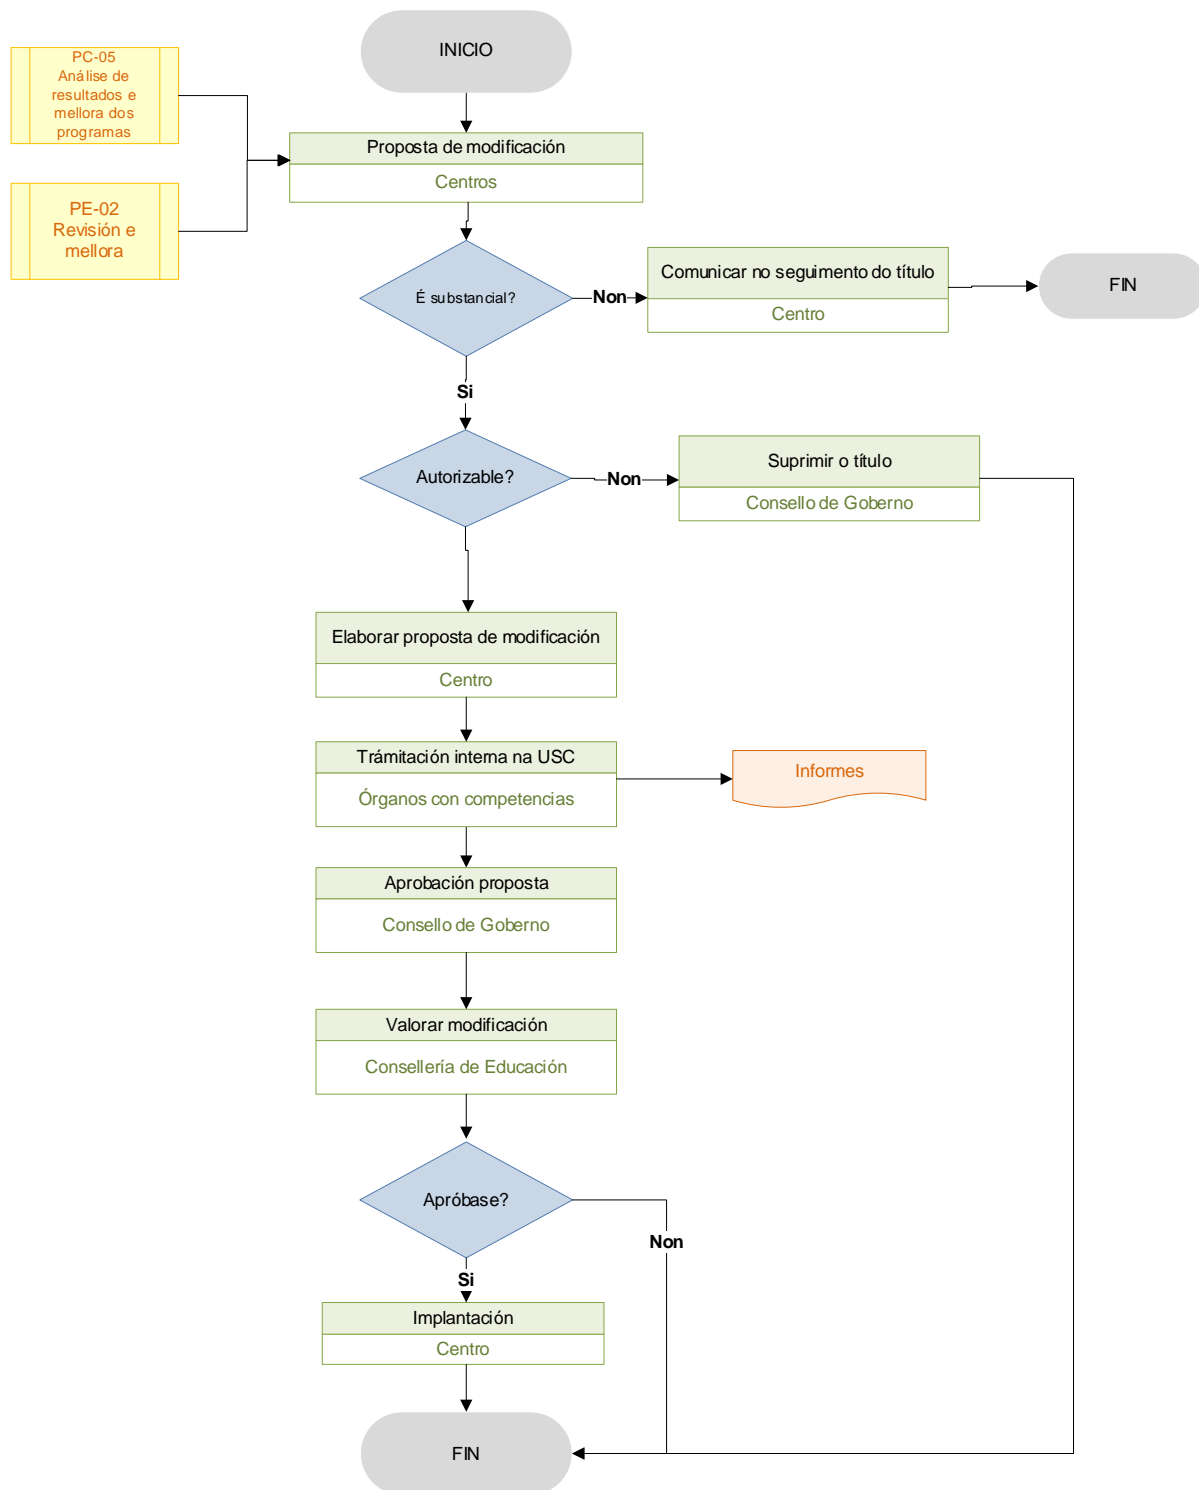 INICIO
PC-05
Análise de
resultados e
mellora dos
programas
Proposta de modificación
Centros
PE-02
Revisión e
mellora
É substancial?
Non
Comunicar no seguimento do título
Centro
FIN
Si
Autorizable?
Non
Suprimir o título
Consello de Goberno
Elaborar proposta de modificación
Centro
Trámitación interna na USC
Órganos con competencias
Informes
Aprobación proposta
Consello de Goberno
Valorar modificación
Consellería de Educación
Apróbase?
Non
Si
Implantación
Centro
FIN